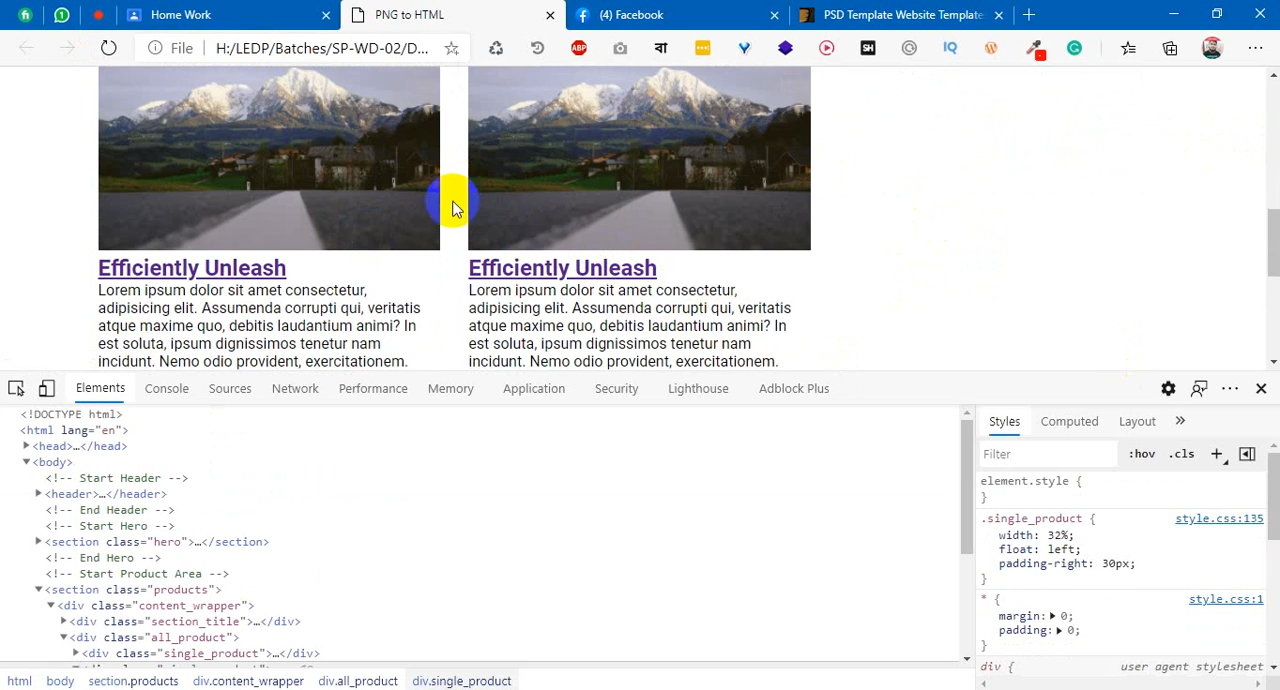 Home Work
PNG to HTML
(4) Facebook
PSD Template Website Template
File
H:/LEDP/Batches/SP-WD-02/D...
ABP
বা
SH
IQ
Efficiently Unleash
Lorem ipsum dolor sit amet consectetur,
adipisicing elit. Assumenda corrupti qui, veritatis
atque maxime quo, debitis laudantium animi? In
est soluta, ipsum dignissimos tenetur nam
incidunt. Nemo odio provident, exercitationem.
Efficiently Unleash
Lorem ipsum dolor sit amet consectetur,
adipisicing elit. Assumenda corrupti qui, veritatis
atque maxime quo, debitis laudantium animi? In
est soluta, ipsum dignissimos tenetur nam
incidunt. Nemo odio provident, exercitationem.
Elements
Console
Sources
Network
Performance
Memory
Application
Security
Lighthouse
Adblock Plus
<!DOCTYPE html>
<html lang="en">
<head>…</head>
<body>
<!-- Start Header -->
<header>…</header>
<!-- End Header -->
<!-- Start Hero -->
<section class="hero">…</section>
<!-- End Hero -->
<!-- Start Product Area -->
<section class="products">
<div class="content_wrapper">
<div class="section_title">…</div>
<div class="all_product">
<div class="single_product">…</div>
html
body
section.products
div.content_wrapper
div.all_product
div.single_product
Styles
Computed
Layout
Filter
:hov
.cls
element.style {
}
.single_product {
style.css:135
width: 32%;
float: left;
padding-right: 30px;
}
* {
style.css:1
margin: 0;
padding: 0;
}
div {
user agent stylesheet